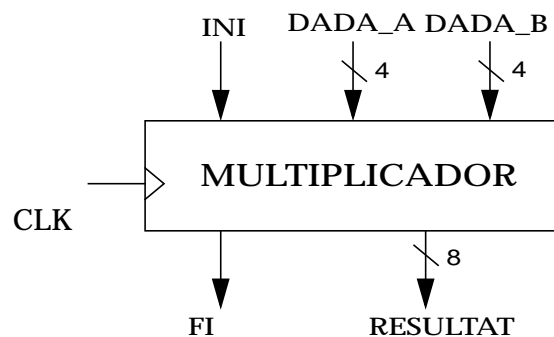 INI DADA_A DADA_B
4 4
MULTIPLICADOR
CLK
8
FI RESULTAT